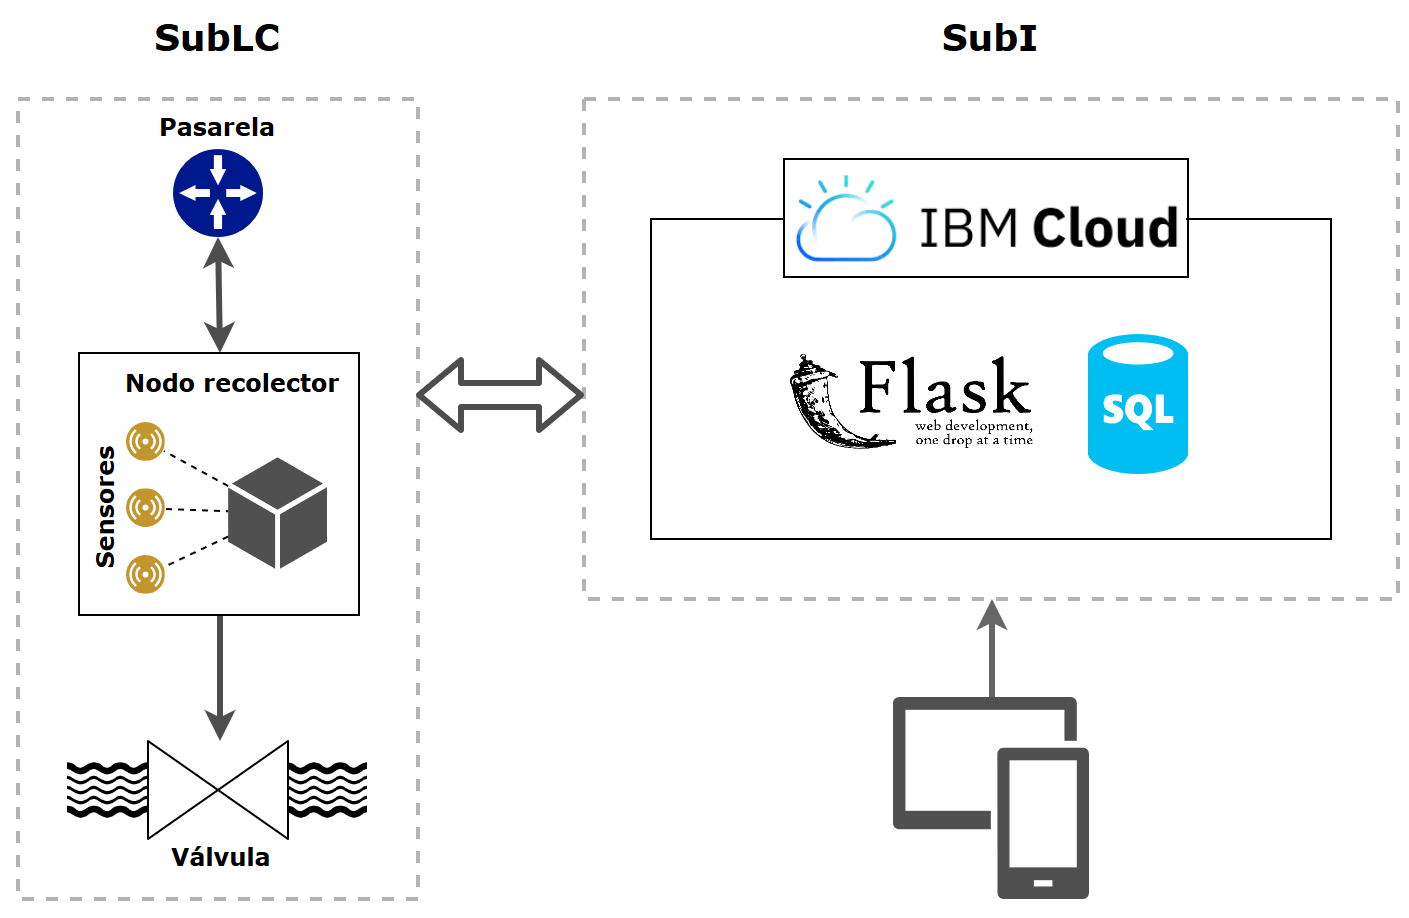 SubLC
SubI
Pasarela
IBM Cloud
Nodo recolector
Sensores
Flask
web development,
one drop at a time
SQL
Válvula